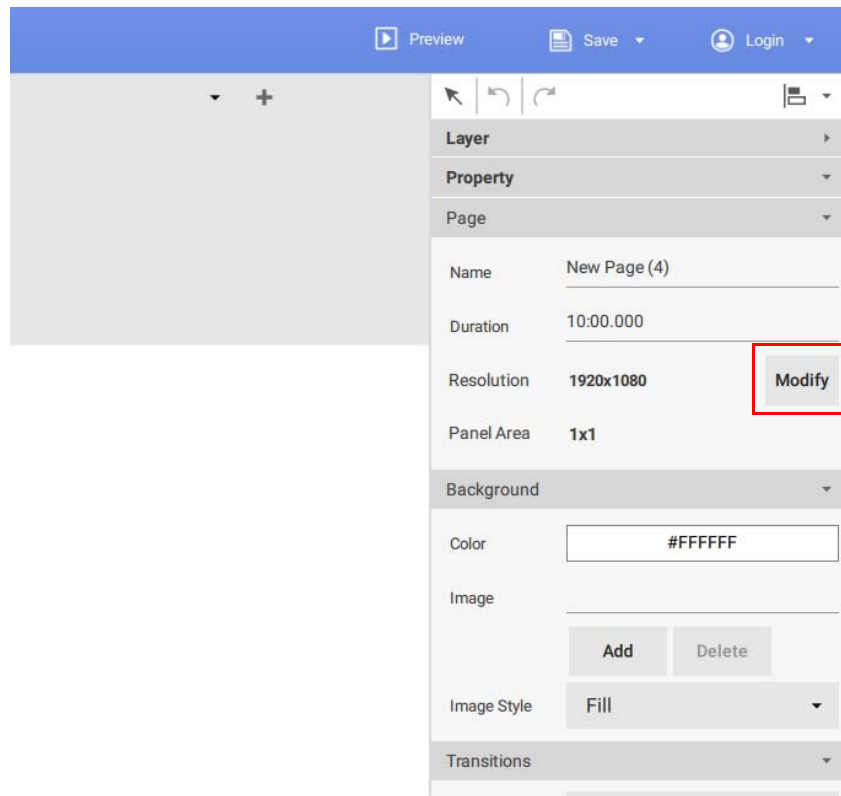 Preview Save Login
Layer
Property
Page
Name New Page (4)
Duration 10:00.000
Resolution 1920x1080 Modify
Panel Area 1x1
Background
Color #FFFFFF
Image
Add Delete
Image Style Fill
Transitions